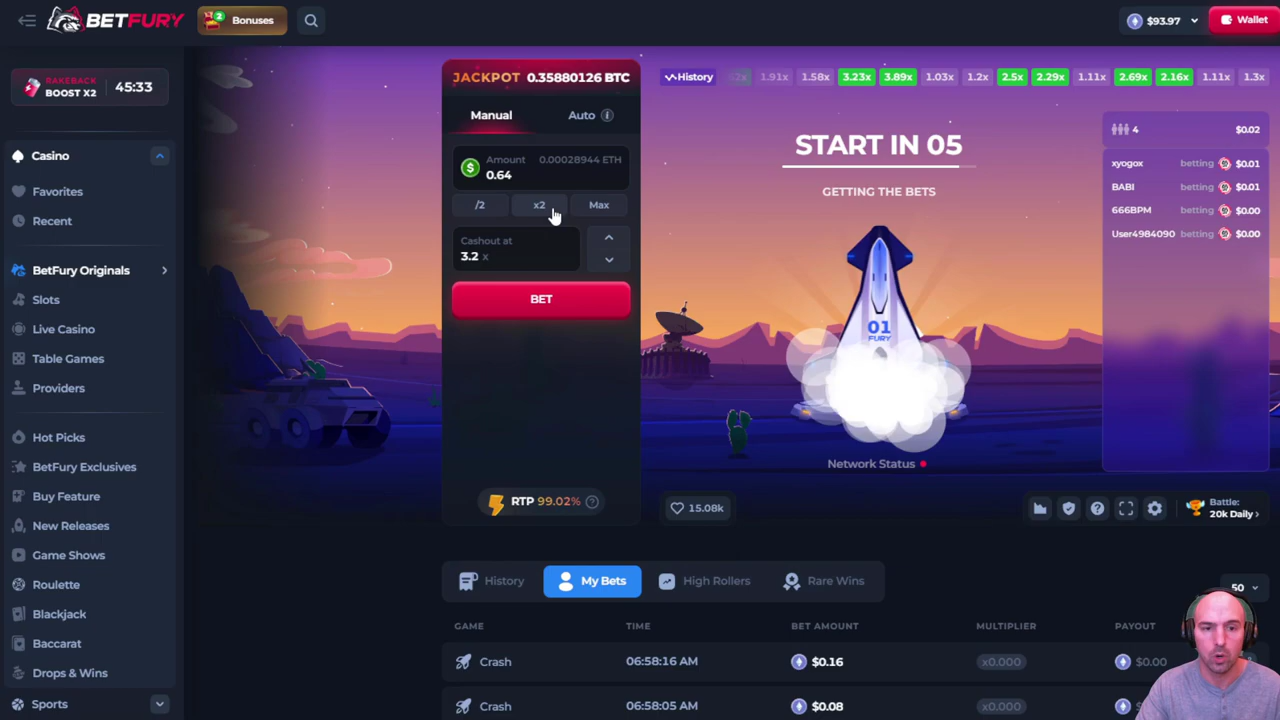 BETFURY
2
Bonuses
$93.97
Wallet
RAKEBACK
BOOST X2
45:33
Casino
Favorites
Recent
BetFury Originals
Slots
Live Casino
Table Games
Providers
Hot Picks
BetFury Exclusives
Buy Feature
New Releases
Game Shows
Roulette
Blackjack
Baccarat
Drops & Wins
Sports
JACKPOT 0.35880126 BTC
Manual
Auto i
Amount 0.00028944 ETH
$ 0.64
/2
x2
Max
Cashout at
3.2 x
BET
RTP 99.02% ?
History
1.91x 1.58x 3.23x 3.89x 1.03x 1.2x 2.5x 2.29x 1.11x 2.69x 2.16x 1.11x 1.3x
START IN 05
GETTING THE BETS
01
FURY
Network Status
4 $0.02
xyogox betting $0.01
BABI betting $0.01
666BPM betting $0.00
User4984090 betting $0.00
15.08k
?
Battle:
20k Daily
History
My Bets
High Rollers
Rare Wins
50
GAME TIME BET AMOUNT MULTIPLIER PAYOUT
Crash 06:58:16 AM $0.16 x0.000 $0.00
Crash 06:58:05 AM $0.08 x0.000